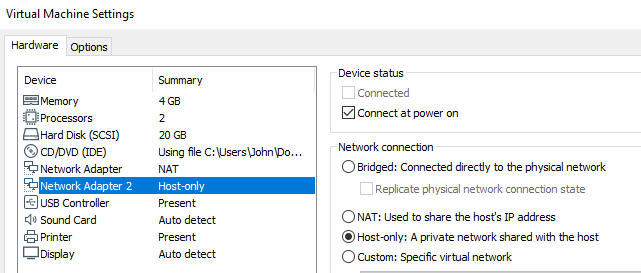 Virtual Machine Settings
Hardware Options
Device Summary
Memory 4 GB
Processors 2
Hard Disk (SCSI) 20 GB
CD/DVD (IDE) Using file C:\Users\John\Do...
Network Adapter NAT
Network Adapter 2 Host-only
USB Controller Present
Sound Card Auto detect
Printer Present
Display Auto detect
Device status
Connected
Connect at power on
Network connection
Bridged: Connected directly to the physical network
Replicate physical network connection state
NAT: Used to share the host's IP address
Host-only: A private network shared with the host
Custom: Specific virtual network